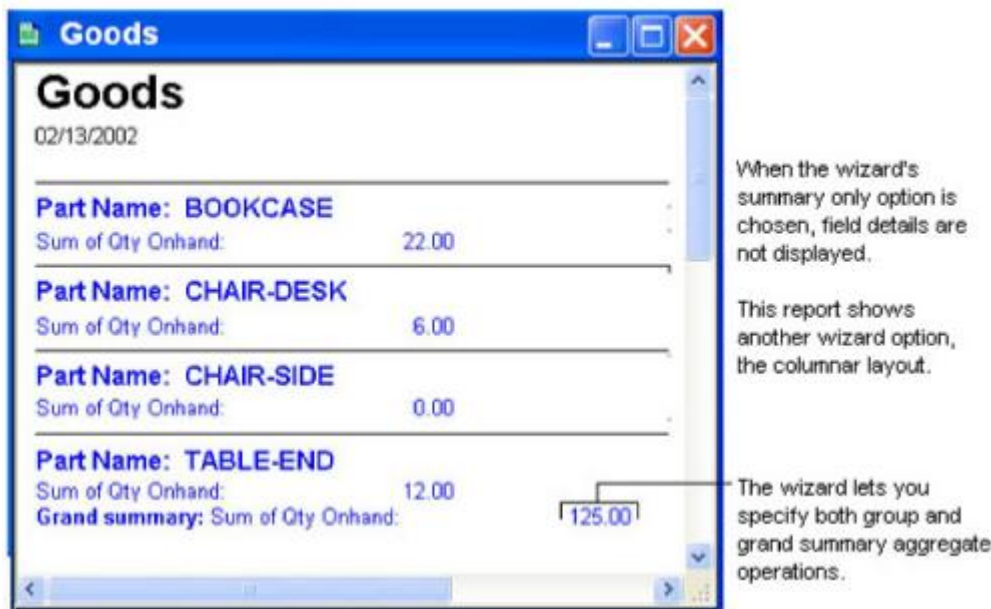 Goods
Goods
02/13/2002
Part Name: BOOKCASE
Sum of Qty Onhand: 22.00
Part Name: CHAIR-DESK
Sum of Qty Onhand: 6.00
Part Name: CHAIR-SIDE
Sum of Qty Onhand: 0.00
Part Name: TABLE-END
Sum of Qty Onhand: 12.00
Grand summary: Sum of Qty Onhand: 125.00
When the wizard's
summary only option is
chosen, field details are
not displayed.
This report shows
another wizard option,
the columnar layout.
The wizard lets you
specify both group and
grand summary aggregate
operations.